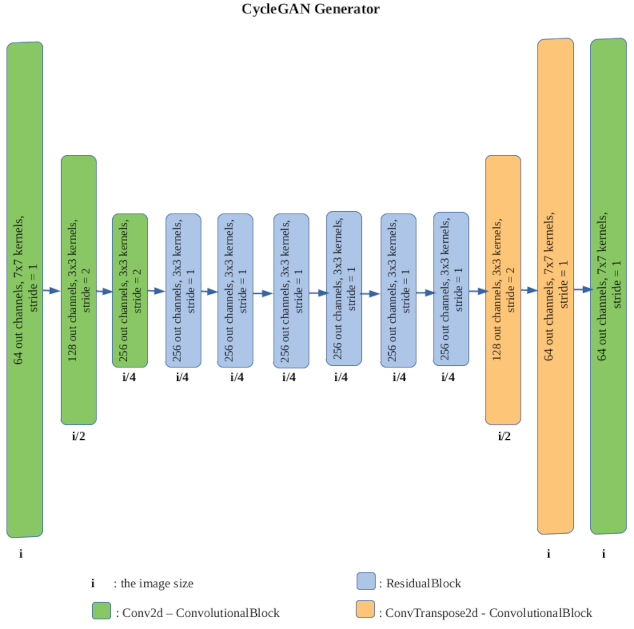 CycleGAN Generator
64 out channels, 7x7 kernels,
stride = 1
128 out channels, 3x3 kernels,
stride = 2
256 out channels, 3x3 kernels,
stride = 2
256 out channels, 3x3 kernels,
stride = 1
256 out channels, 3x3 kernels,
stride = 1
256 out channels, 3x3 kernels,
stride = 1
256 out channels, 3x3 kernels,
stride = 1
256 out channels, 3x3 kernels,
stride = 1
256 out channels, 3x3 kernels,
stride = 1
128 out channels, 3x3 kernels,
stride = 2
64 out channels, 7x7 kernels,
stride = 1
64 out channels, 7x7 kernels,
stride = 1
i/4
i/4
i/4
i/4
i/4
i/4
i/4
i/2
i/2
i
i
i
i : the image size
: ResidualBlock
: Conv2d – ConvolutionalBlock
: ConvTranspose2d - ConvolutionalBlock